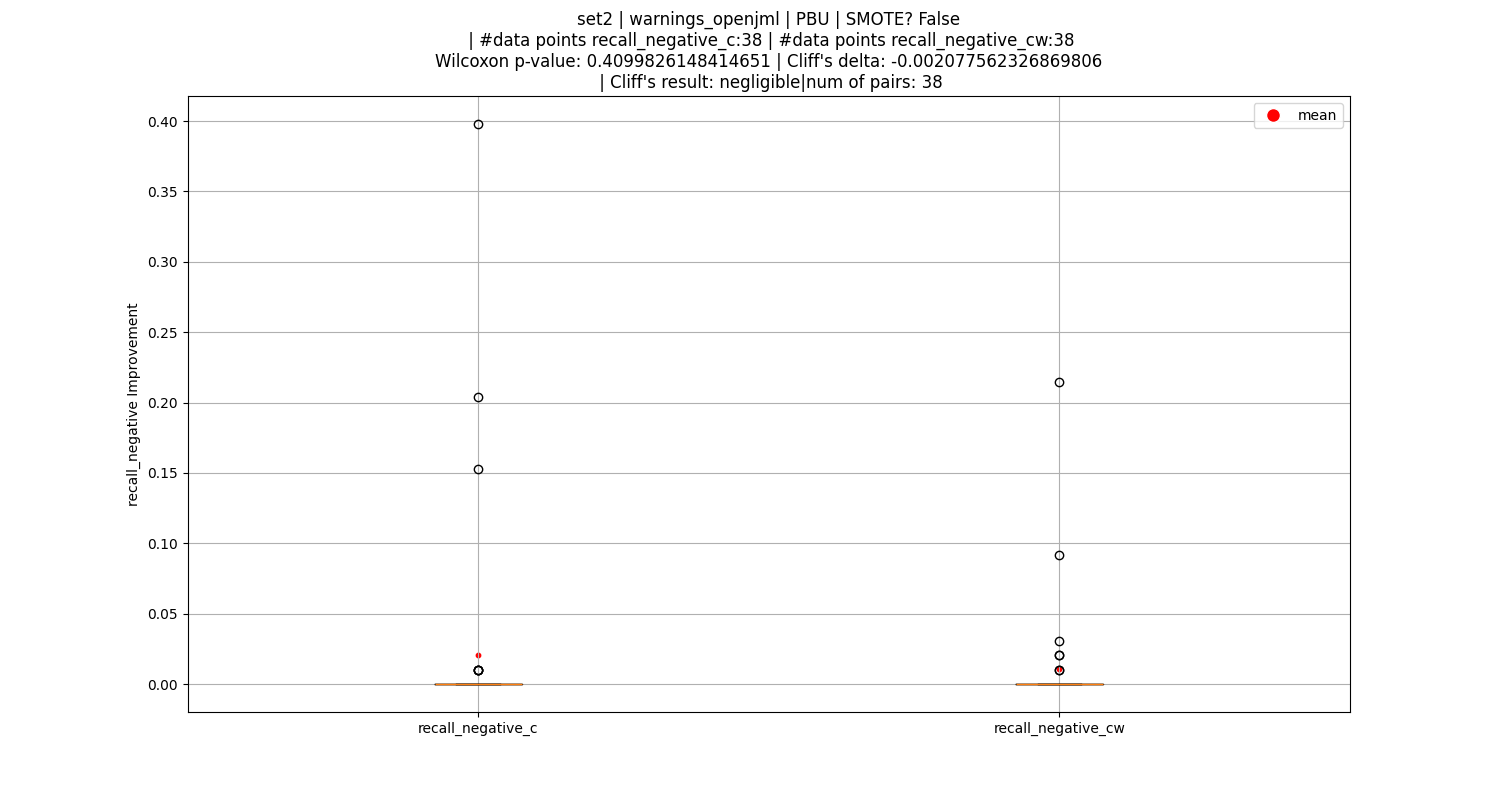 set2 | warnings_openjml | PBU | SMOTE? False
| #data points recall_negative_c:38 | #data points recall_negative_cw:38
Wilcoxon p-value: 0.4099826148414651 | Cliff's delta: -0.002077562326869806
| Cliff's result: negligible|num of pairs: 38
mean
0.40
0.35
0.30
0.25
0.20
0.15
0.10
0.05
0.00
recall_negative Improvement
recall_negative_c
recall_negative_cw